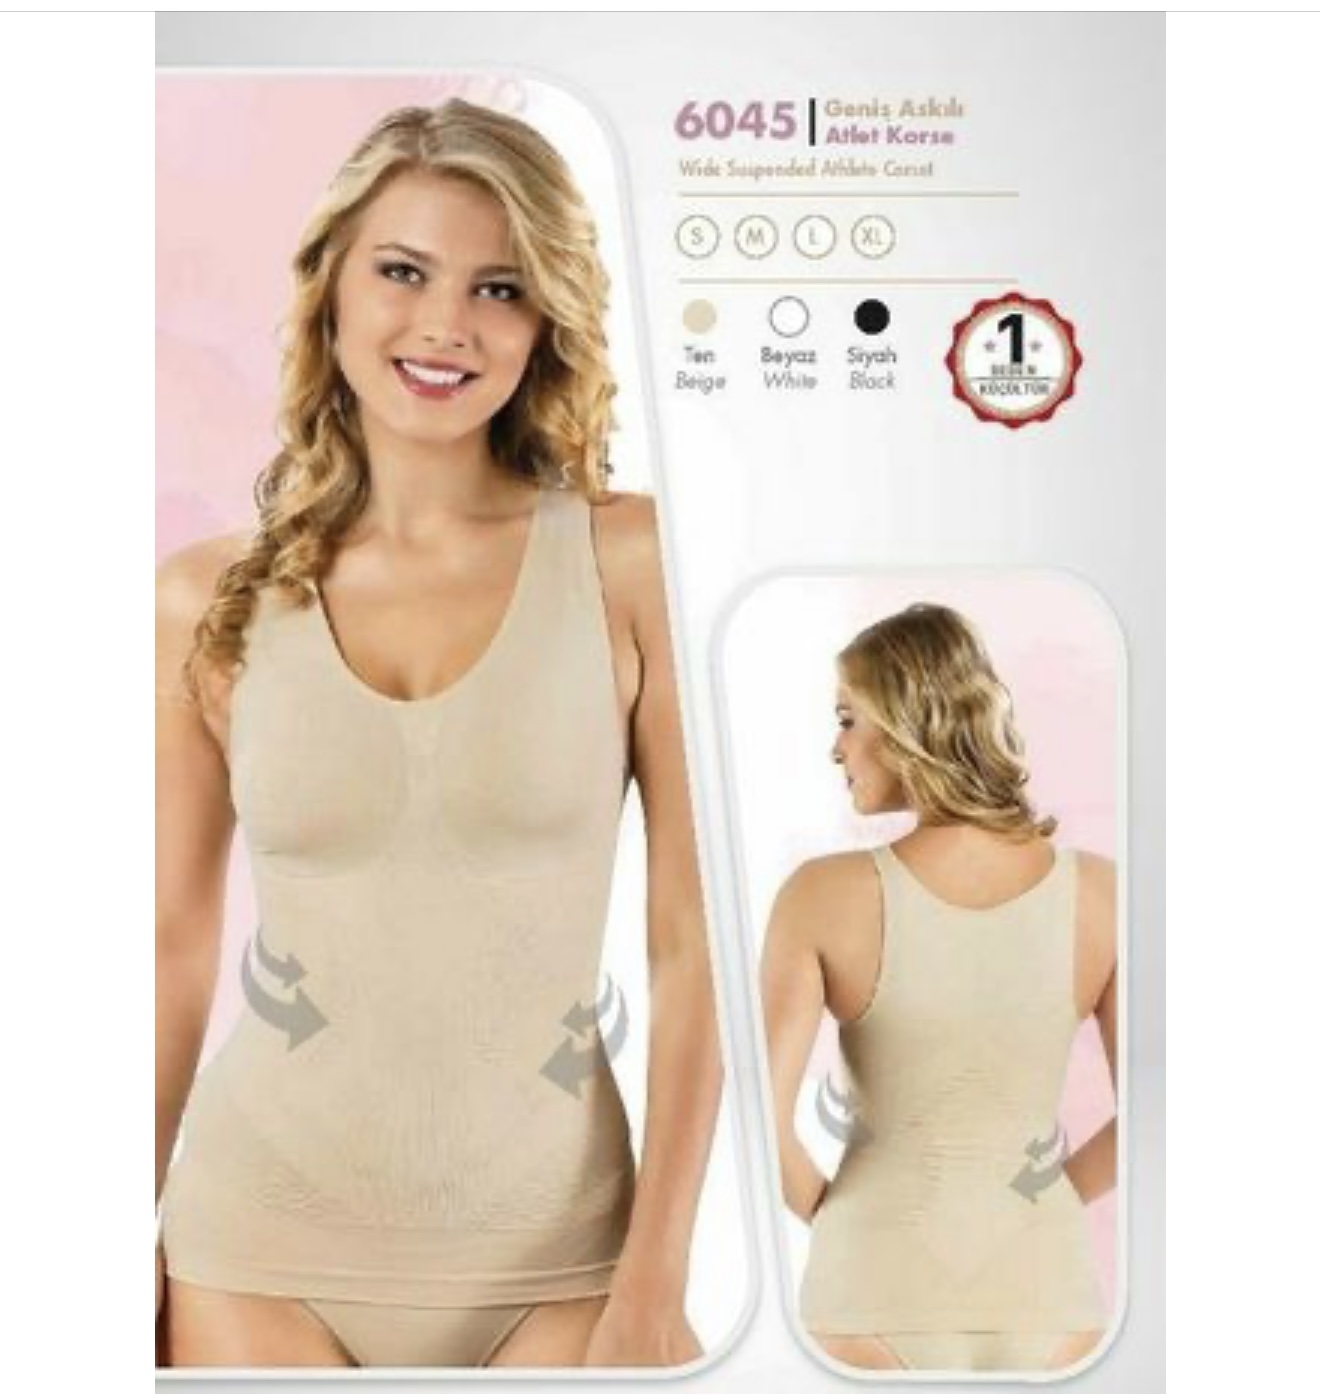 6045
Geniş Askılı
Atlet Korse
Wide Suspended Athlete Corset
S M L XL
Ten Beyaz Siyah
Beige White Black
1
BEDEN
KÜÇÜLTÜR